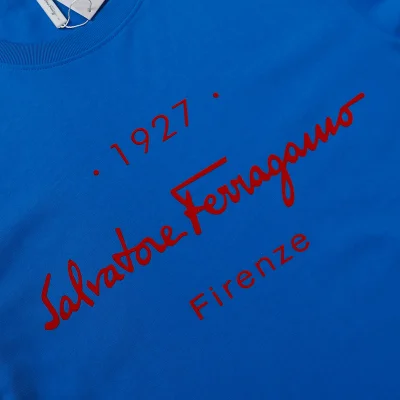 · 1927 ·
Salvatore Ferragamo
Firenze